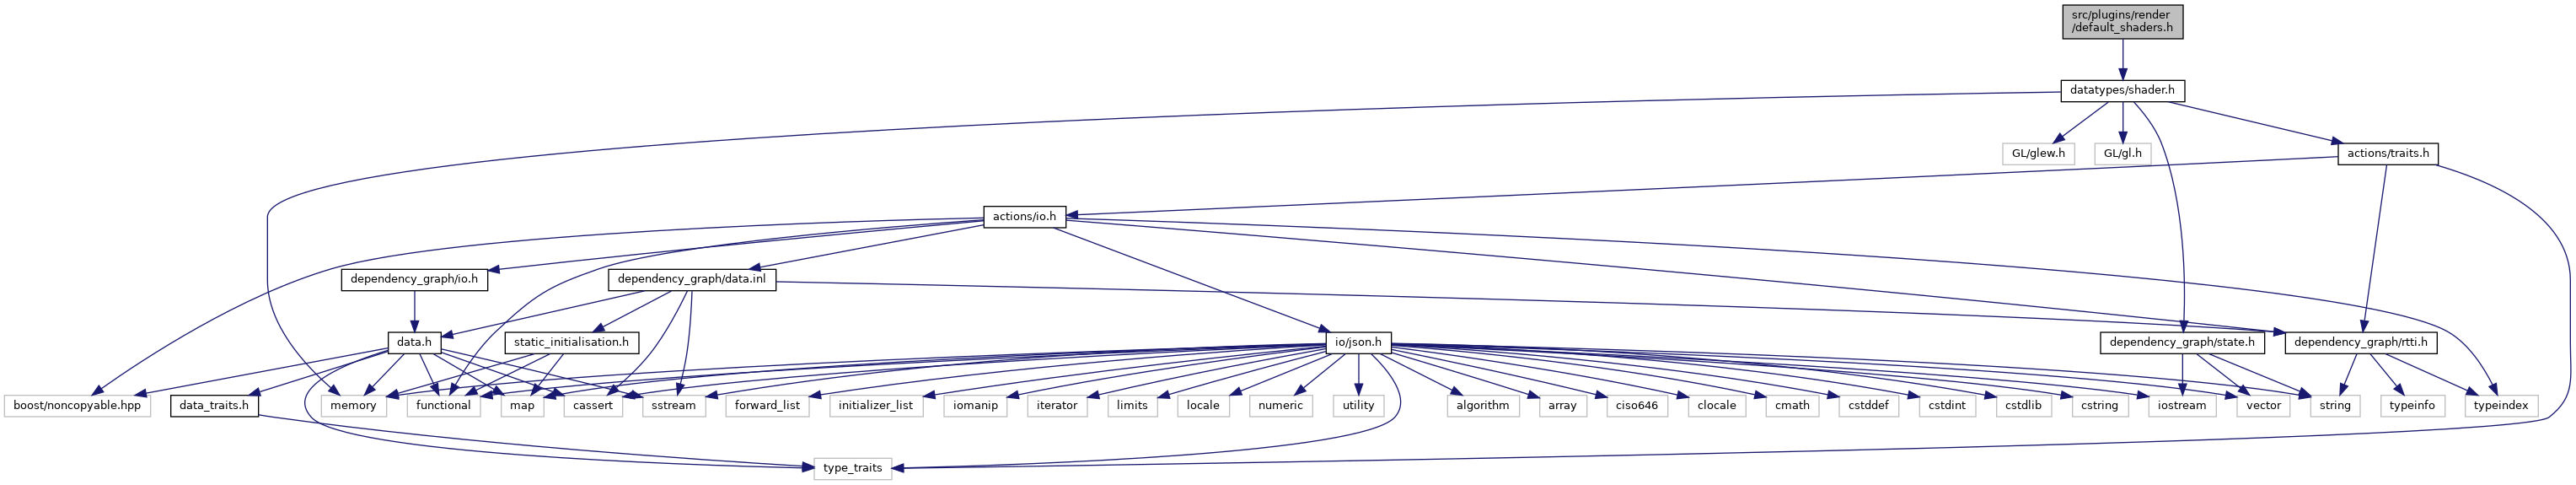 src/plugins/render
/default_shaders.h
datatypes/shader.h
GL/glew.h
GL/gl.h
actions/traits.h
actions/io.h
dependency_graph/io.h
dependency_graph/data.inl
data.h
static_initialisation.h
io/json.h
dependency_graph/state.h
dependency_graph/rtti.h
boost/noncopyable.hpp
data_traits.h
memory
functional
map
cassert
sstream
forward_list
initializer_list
iomanip
iterator
limits
locale
numeric
utility
algorithm
array
ciso646
clocale
cmath
cstddef
cstdint
cstdlib
cstring
iostream
vector
string
typeinfo
typeindex
type_traits